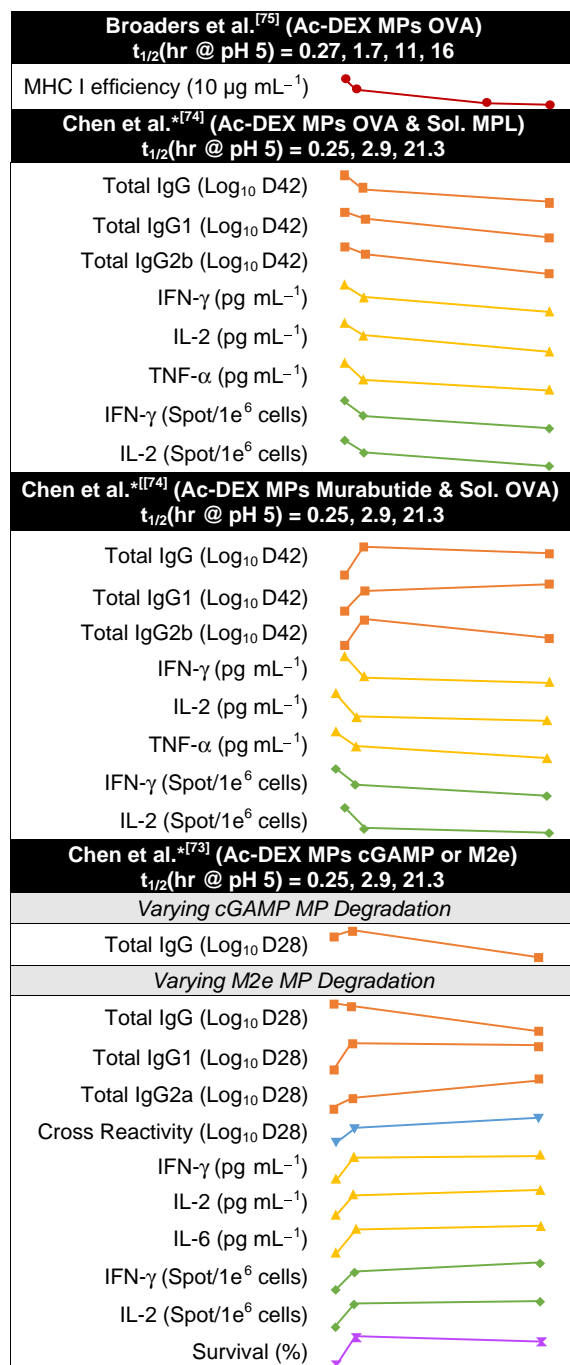 Broaders et al.[75] (Ac-DEX MPs OVA)
t1/2(hr @ pH 5) = 0.27, 1.7, 11, 16
MHC I efficiency (10 µg mL−1)
Chen et al.*[74] (Ac-DEX MPs OVA & Sol. MPL)
t1/2(hr @ pH 5) = 0.25, 2.9, 21.3
Total IgG (Log10 D42)
Total IgG1 (Log10 D42)
Total IgG2b (Log10 D42)
IFN-γ (pg mL−1)
IL-2 (pg mL−1)
TNF-α (pg mL−1)
IFN-γ (Spot/1e6 cells)
IL-2 (Spot/1e6 cells)
Chen et al.*[[74] (Ac-DEX MPs Murabutide & Sol. OVA)
t1/2(hr @ pH 5) = 0.25, 2.9, 21.3
Total IgG (Log10 D42)
Total IgG1 (Log10 D42)
Total IgG2b (Log10 D42)
IFN-γ (pg mL−1)
IL-2 (pg mL−1)
TNF-α (pg mL−1)
IFN-γ (Spot/1e6 cells)
IL-2 (Spot/1e6 cells)
Chen et al.*[73] (Ac-DEX MPs cGAMP or M2e)
t1/2(hr @ pH 5) = 0.25, 2.9, 21.3
Varying cGAMP MP Degradation
Total IgG (Log10 D28)
Varying M2e MP Degradation
Total IgG (Log10 D28)
Total IgG1 (Log10 D28)
Total IgG2a (Log10 D28)
Cross Reactivity (Log10 D28)
IFN-γ (pg mL−1)
IL-2 (pg mL−1)
IL-6 (pg mL−1)
IFN-γ (Spot/1e6 cells)
IL-2 (Spot/1e6 cells)
Survival (%)